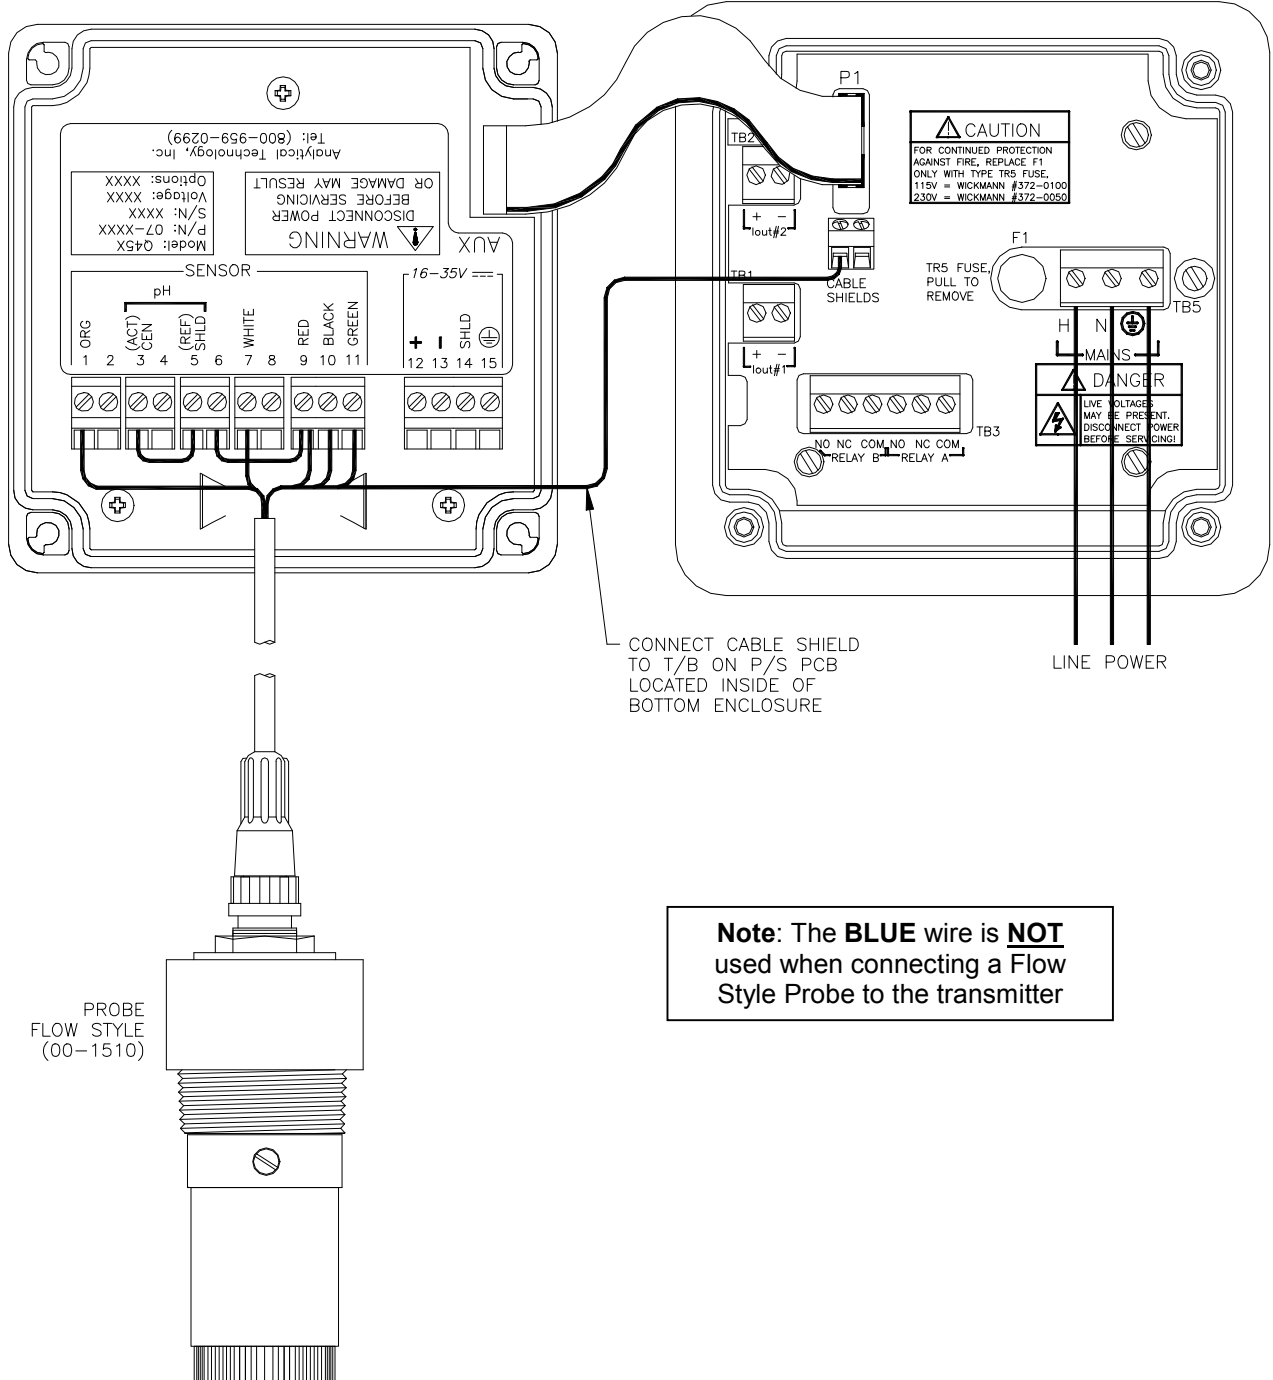 Tel: (800-959-0299)
Analytical Technology, Inc.
Options: XXXX
Voltage: XXXX
S/N: XXXX
P/N: 07-XXXX
Model: Q45X
WARNING
DISCONNECT POWER
BEFORE SERVICING
OR DAMAGE MAY RESULT
AUX
SENSOR
16-35V
pH
ORG
(ACT)
CEN
(REF)
SHLD
WHITE
RED
BLACK
GREEN
+
-
SHLD
1 2 3 4 5 6 7 8 9 10 11 12 13 14 15
P1
TB2
+ -
Iout#2
CAUTION
FOR CONTINUED PROTECTION
AGAINST FIRE, REPLACE F1
ONLY WITH TYPE TR5 FUSE.
115V = WICKMANN #372-0100
230V = WICKMANN #372-0050
F1
TR5 FUSE,
PULL TO
REMOVE
CABLE
SHIELDS
TB1
+ -
Iout#1
TB5
H N
MAINS
DANGER
LIVE VOLTAGES
MAY BE PRESENT.
DISCONNECT POWER
BEFORE SERVICING!
TB3
NO NC COM NO NC COM
RELAY B RELAY A
CONNECT CABLE SHIELD
TO T/B ON P/S PCB
LOCATED INSIDE OF
BOTTOM ENCLOSURE
LINE POWER
Note: The BLUE wire is NOT
used when connecting a Flow
Style Probe to the transmitter
PROBE
FLOW STYLE
(00-1510)